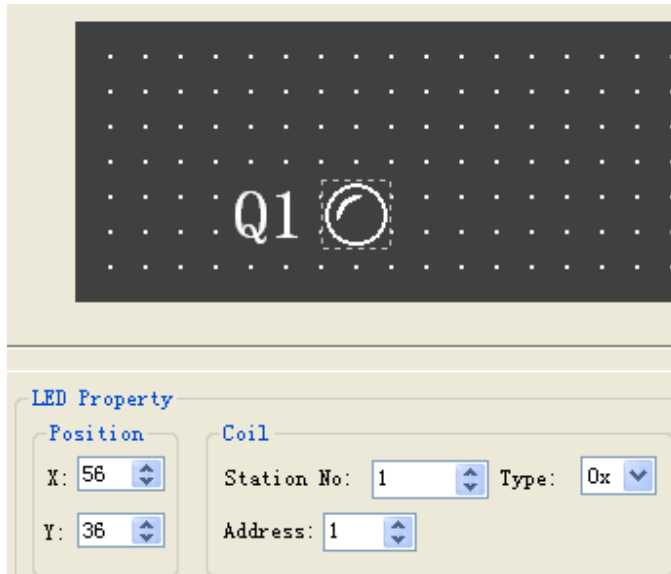 Q1
LED Property
Position
Coil
X: 56
Station No: 1 Type: 0x
Y: 36
Address: 1